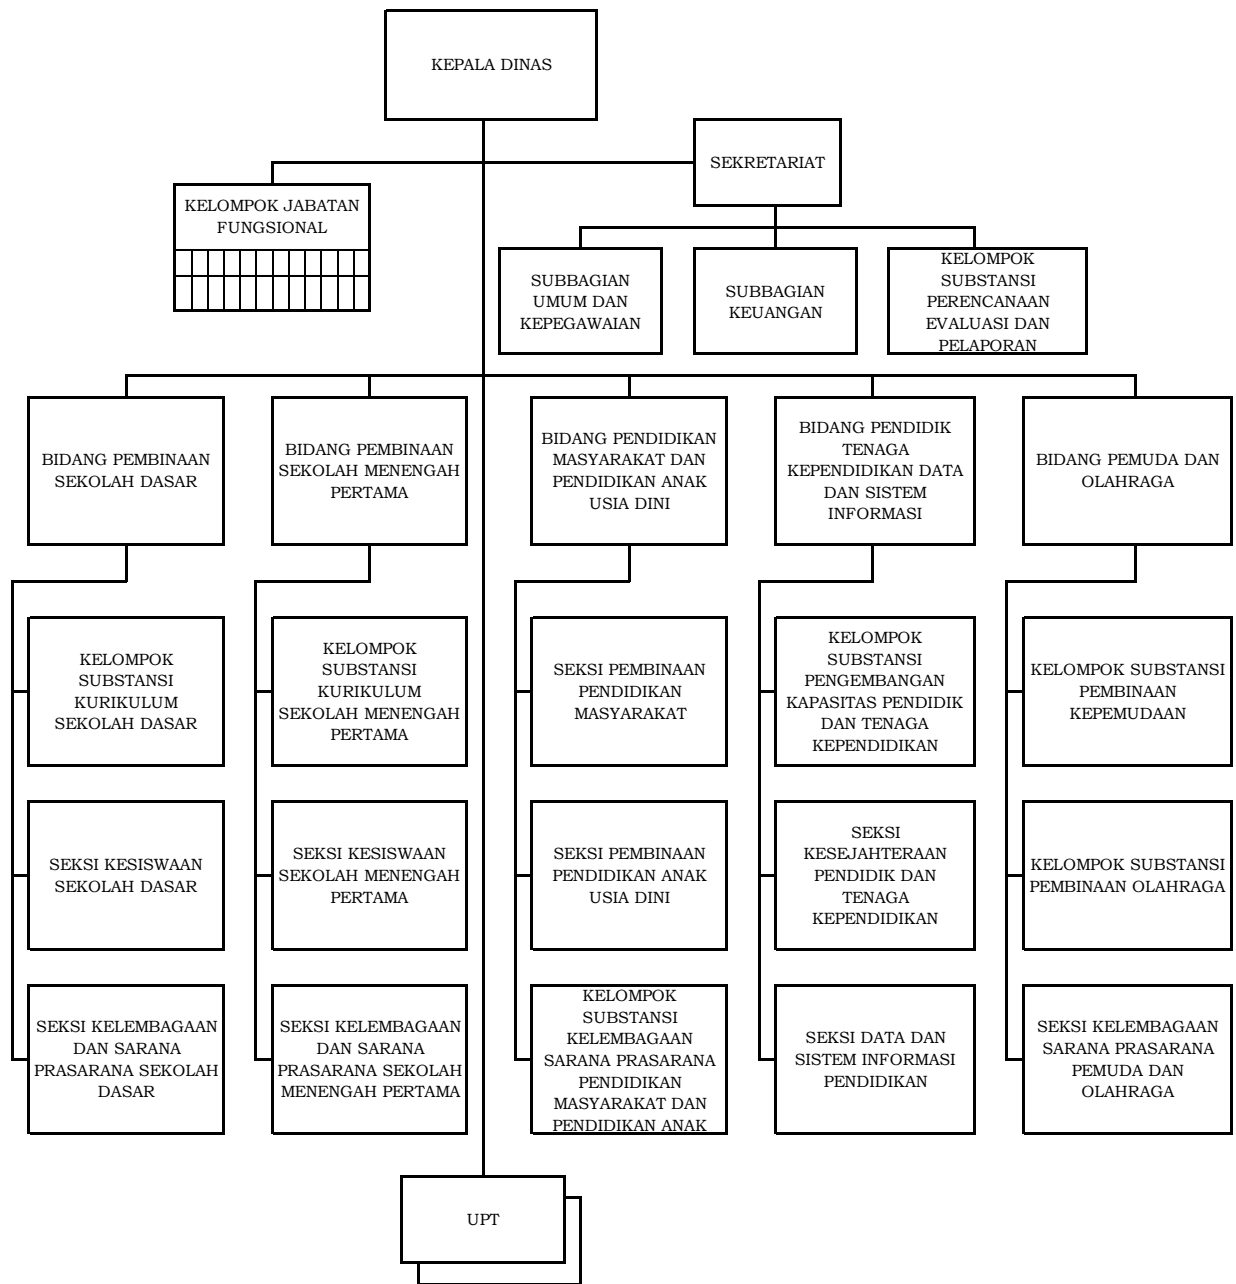 KEPALA DINAS
SEKRETARIAT
KELOMPOK JABATAN
FUNGSIONAL
SUBBAGIAN
UMUM DAN
KEPEGAWAIAN
SUBBAGIAN
KEUANGAN
KELOMPOK
SUBSTANSI
PERENCANAAN
EVALUASI DAN
PELAPORAN
BIDANG PEMBINAAN
SEKOLAH DASAR
BIDANG PEMBINAAN
SEKOLAH MENENGAH
PERTAMA
BIDANG PENDIDIKAN
MASYARAKAT DAN
PENDIDIKAN ANAK
USIA DINI
BIDANG PENDIDIK
TENAGA
KEPENDIDIKAN DATA
DAN SISTEM
INFORMASI
BIDANG PEMUDA DAN
OLAHRAGA
KELOMPOK
SUBSTANSI
KURIKULUM
SEKOLAH DASAR
KELOMPOK
SUBSTANSI
KURIKULUM
SEKOLAH MENENGAH
PERTAMA
SEKSI PEMBINAAN
PENDIDIKAN
MASYARAKAT
KELOMPOK
SUBSTANSI
PENGEMBANGAN
KAPASITAS PENDIDIK
DAN TENAGA
KEPENDIDIKAN
KELOMPOK SUBSTANSI
PEMBINAAN
KEPEMUDAAN
SEKSI KESISWAAN
SEKOLAH DASAR
SEKSI KESISWAAN
SEKOLAH MENENGAH
PERTAMA
SEKSI PEMBINAAN
PENDIDIKAN ANAK
USIA DINI
SEKSI
KESEJAHTERAAN
PENDIDIK DAN
TENAGA
KEPENDIDIKAN
KELOMPOK SUBSTANSI
PEMBINAAN OLAHRAGA
SEKSI KELEMBAGAAN
DAN SARANA
PRASARANA SEKOLAH
DASAR
SEKSI KELEMBAGAAN
DAN SARANA
PRASARANA SEKOLAH
MENENGAH PERTAMA
KELOMPOK
SUBSTANSI
KELEMBAGAAN
SARANA PRASARANA
PENDIDIKAN
MASYARAKAT DAN
PENDIDIKAN ANAK
SEKSI DATA DAN
SISTEM INFORMASI
PENDIDIKAN
SEKSI KELEMBAGAAN
SARANA PRASARANA
PEMUDA DAN
OLAHRAGA
UPT